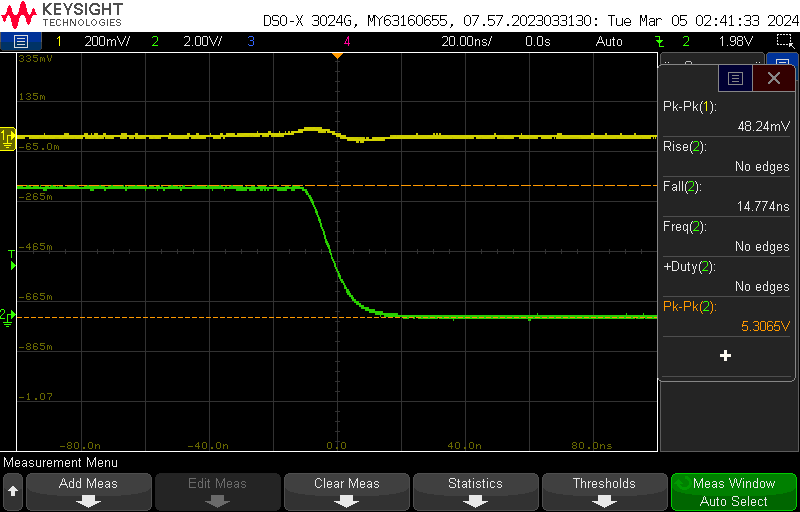 KEYSIGHT
TECHNOLOGIES
DSO-X 3024G, MY63160655, 07.57.2023033130: Tue Mar 05 02:41:33 2024
1 200mV/ 2 2.00V/ 3 4 20.00ns/ 0.0s Auto 2 1.98V
335mV
135m
-65.0m
-265m
-465m
-665m
-865m
-1.07
1
T
2
-80.0n -40.0n 0.0 40.0n 80.0ns
Pk-Pk(1):
48.24mV
Rise(2):
No edges
Fall(2):
14.774ns
Freq(2):
No edges
+Duty(2):
No edges
Pk-Pk(2):
5.3065V
Measurement Menu
Add Meas
Edit Meas
Clear Meas
Statistics
Thresholds
Meas Window
Auto Select